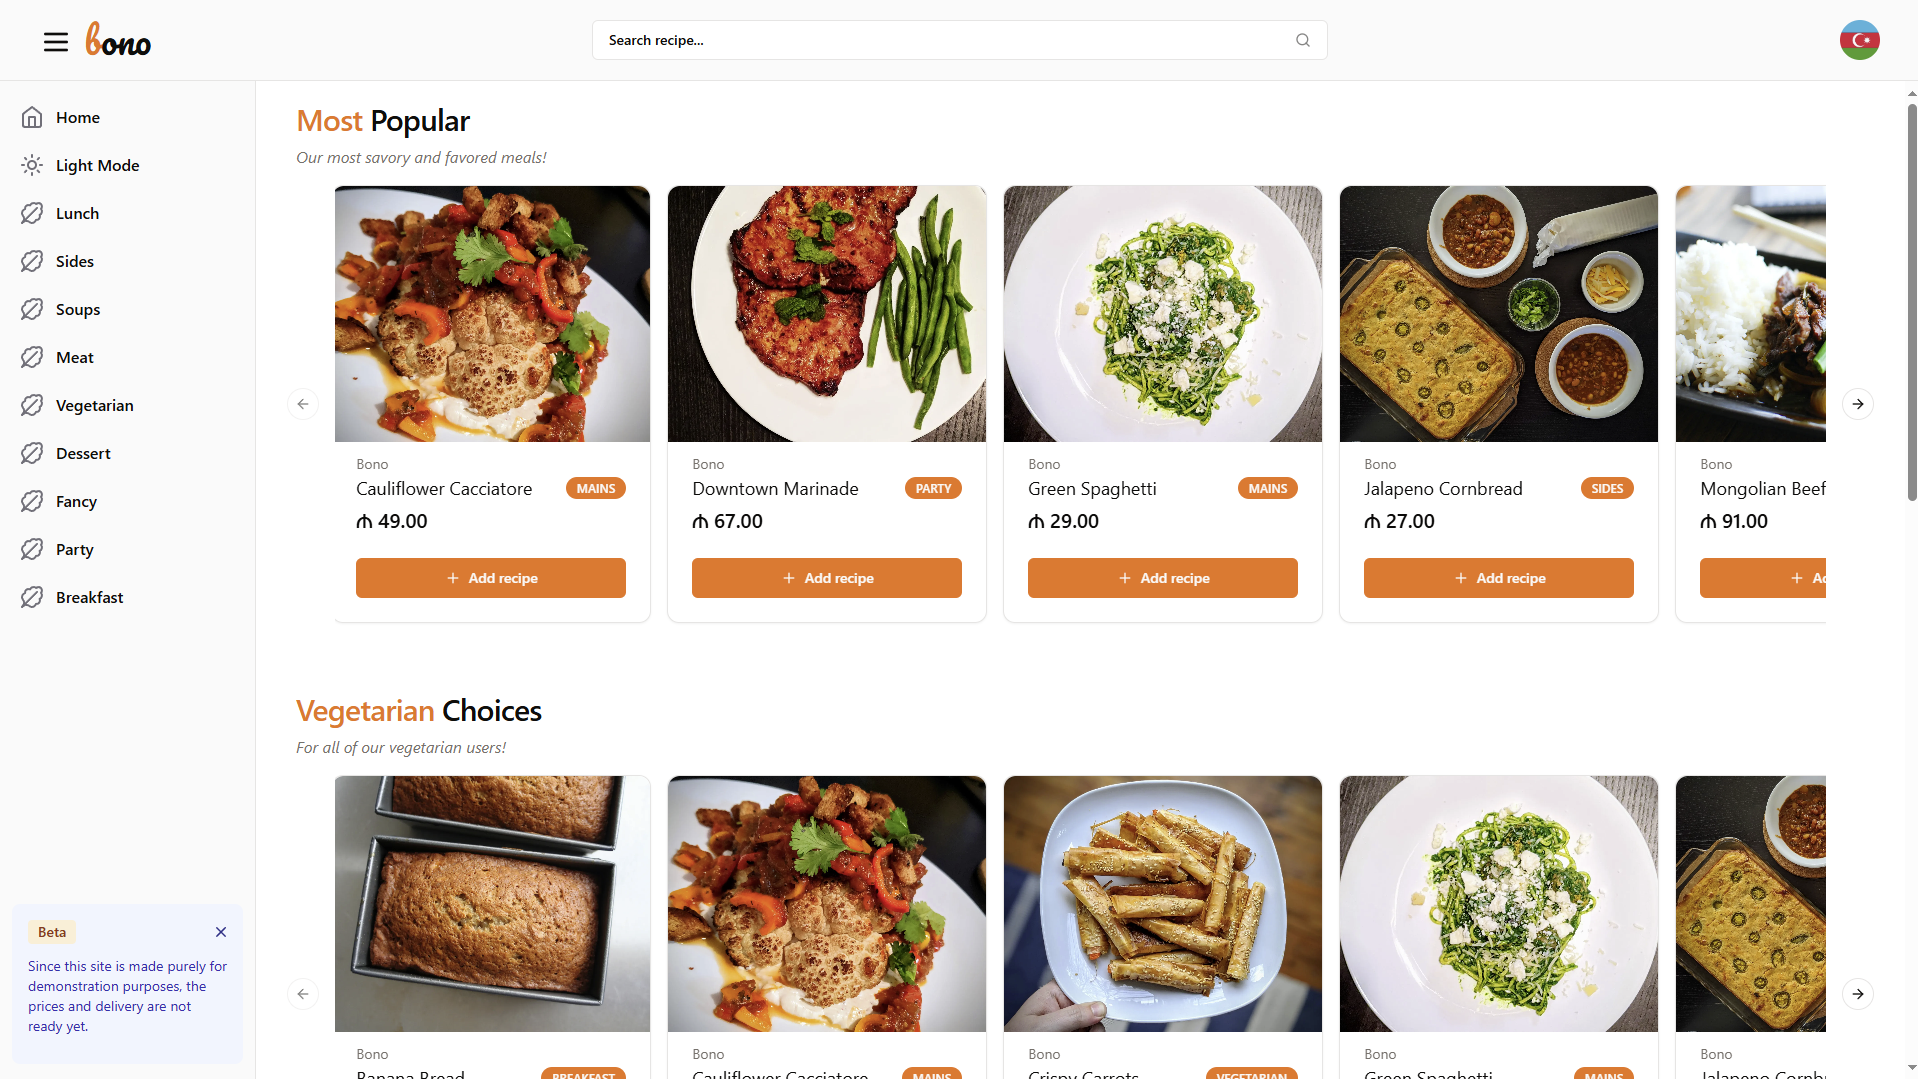 bono
Search recipe...
Home
Light Mode
Lunch
Sides
Soups
Meat
Vegetarian
Dessert
Fancy
Party
Breakfast
Beta
Since this site is made purely for
demonstration purposes, the
prices and delivery are not
ready yet.
Most Popular
Our most savory and favored meals!
Bono
Cauliflower Cacciatore MAINS
₼ 49.00
Add recipe
Bono
Downtown Marinade PARTY
₼ 67.00
Add recipe
Bono
Green Spaghetti MAINS
₼ 29.00
Add recipe
Bono
Jalapeno Cornbread SIDES
₼ 27.00
Add recipe
Bono
Mongolian Beef
₼ 91.00
Vegetarian Choices
For all of our vegetarian users!
Bono
Banana Bread BREAKFAST
Bono
Cauliflower Cacciatore MAINS
Bono
Crispy Carrots VEGETARIAN
Bono
Green Spaghetti MAINS
Bono
Jalapeno